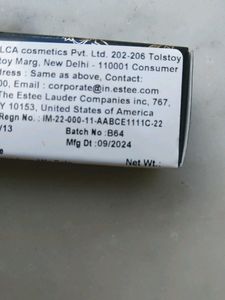 LCA cosmetics Pvt. Ltd. 202-206 Tolstoy
toy Marg, New Delhi - 110001 Consumer
dress : Same as above, Contact:
00, Email : corporate@in.estee.com
The Estee Lauder Companies inc, 767,
Y 10153, United States of America
Regn No. : IM-22-000-11-AABCE1111C-22
/13
Batch No :B64
Mfg Dt :09/2024
e
Net Wt.: